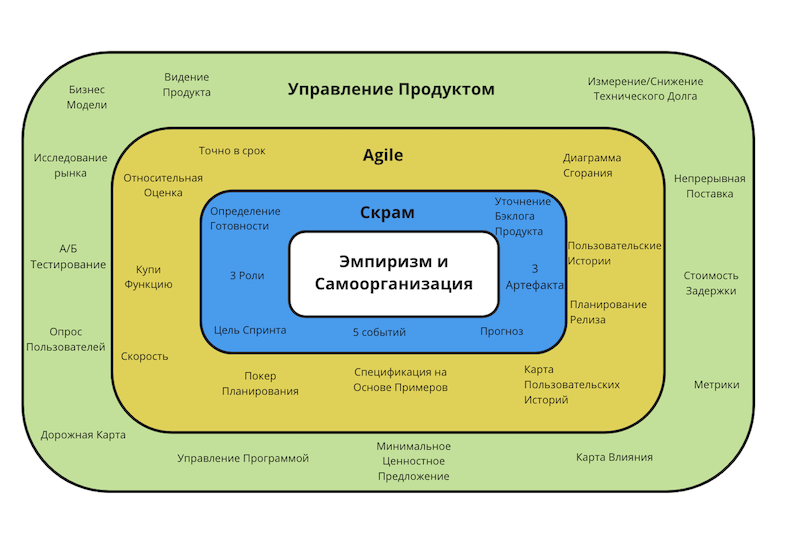 Видение
Продукта
Бизнес
Модели
Управление Продуктом
Измерение/Снижение
Технического Долга
Исследование
рынка
Точно в срок
Agile
Диаграмма
Сгорания
Относительная
Оценка
Непрерывная
Поставка
Определение
Готовности
Скрам
Уточнение
Бэклога
Продукта
А/Б
Тестирование
Купи
Функцию
3 Роли
Эмпиризм и
Самоорганизация
3
Артефакта
Пользовательские
Истории
Стоимость
Задержки
Планирование
Релиза
Опрос
Пользователей
Цель Спринта
5 событий
Прогноз
Скорость
Покер
Планирования
Спецификация на
Основе Примеров
Карта
Пользовательских
Историй
Метрики
Дорожная Карта
Управление Программой
Минимальное
Ценностное
Предложение
Карта Влияния